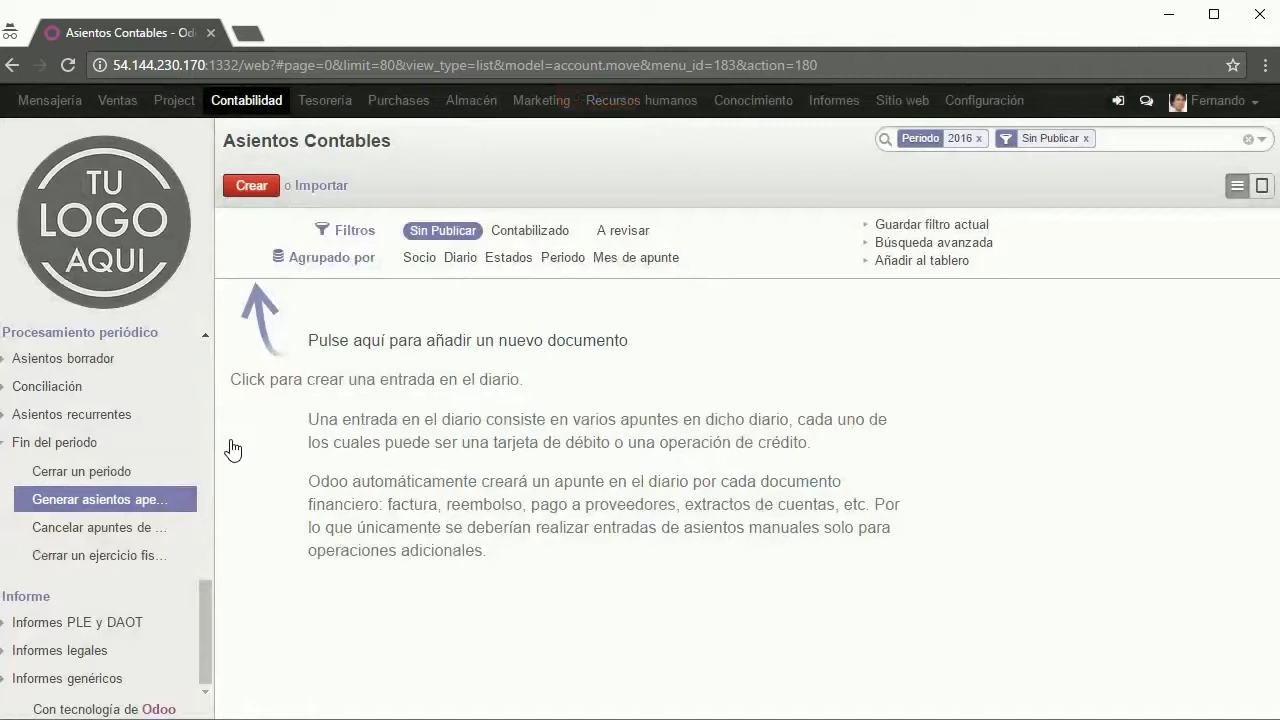 Asientos Contables - Od
54.144.230.170:1332/web?#page=0&limit=80&view_type=list&model=account.move&menu_id=183&action=180
Mensajería Ventas Project Contabilidad Tesorería Purchases Almacén Marketing Recursos humanos Conocimiento Informes Sitio web Configuración Fernando
TU
LOGO
AQUI
Procesamiento periódico
Asientos borrador
Conciliación
Asientos recurrentes
Fin del periodo
Cerrar un periodo
Generar asientos ape...
Cancelar apuntes de ...
Cerrar un ejercicio fis...
Informe
Informes PLE y DAOT
Informes legales
Informes genéricos
Con tecnología de Odoo
Asientos Contables
Periodo 2016 x Sin Publicar x
Crear o Importar
Filtros Sin Publicar Contabilizado A revisar
Agrupado por Socio Diario Estados Periodo Mes de apunte
Guardar filtro actual
Búsqueda avanzada
Añadir al tablero
Pulse aquí para añadir un nuevo documento
Click para crear una entrada en el diario.
Una entrada en el diario consiste en varios apuntes en dicho diario, cada uno de
los cuales puede ser una tarjeta de débito o una operación de crédito.
Odoo automáticamente creará un apunte en el diario por cada documento
financiero: factura, reembolso, pago a proveedores, extractos de cuentas, etc. Por
lo que únicamente se deberían realizar entradas de asientos manuales solo para
operaciones adicionales.